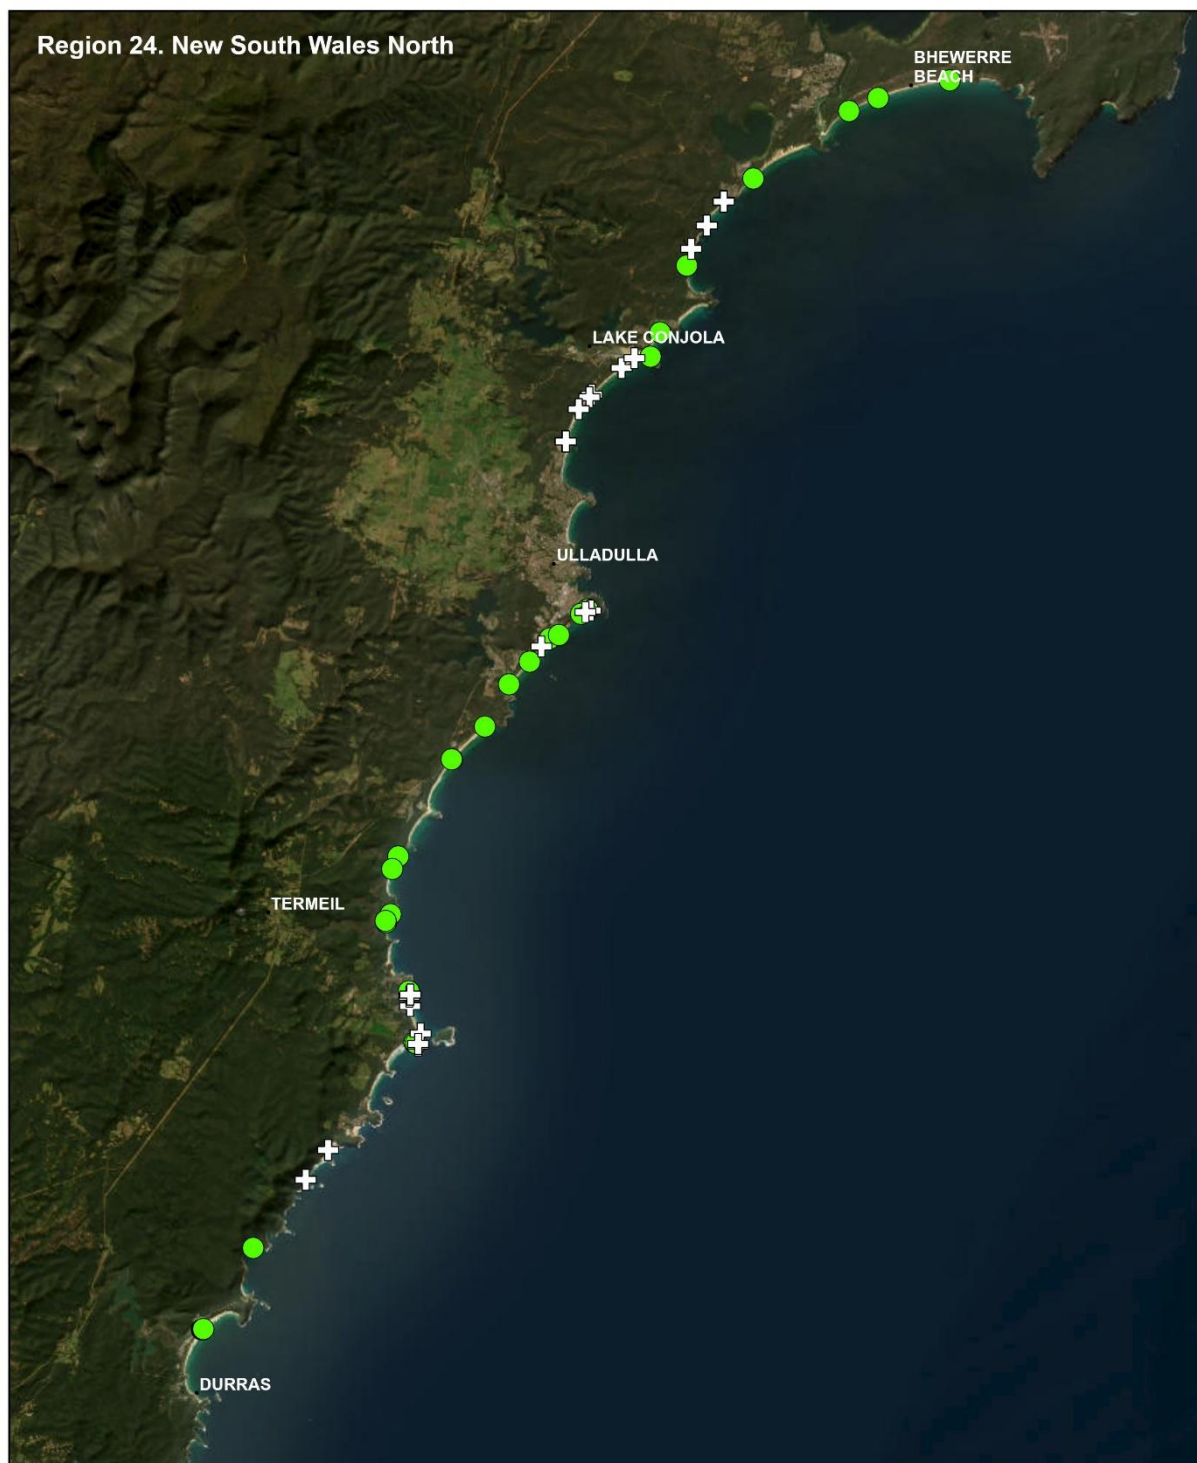 Region 24. New South Wales North
BHEWERRE
BEACH
LAKE CONJOLA
ULLADULLA
TERMEIL
DURRAS